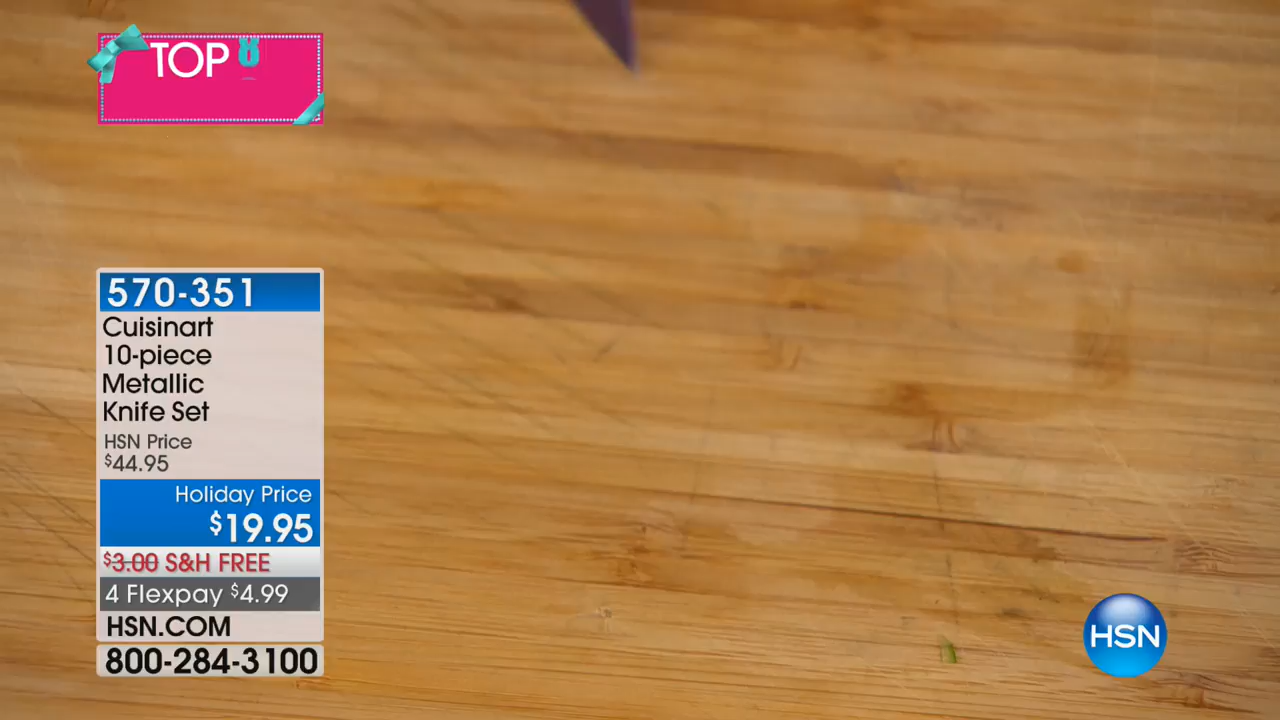 TOP
570-351
Cuisinart
10-piece
Metallic
Knife Set
HSN Price
$44.95
Holiday Price
$19.95
$3.00 S&H FREE
4 Flexpay $4.99
HSN.COM
800-284-3100
HSN